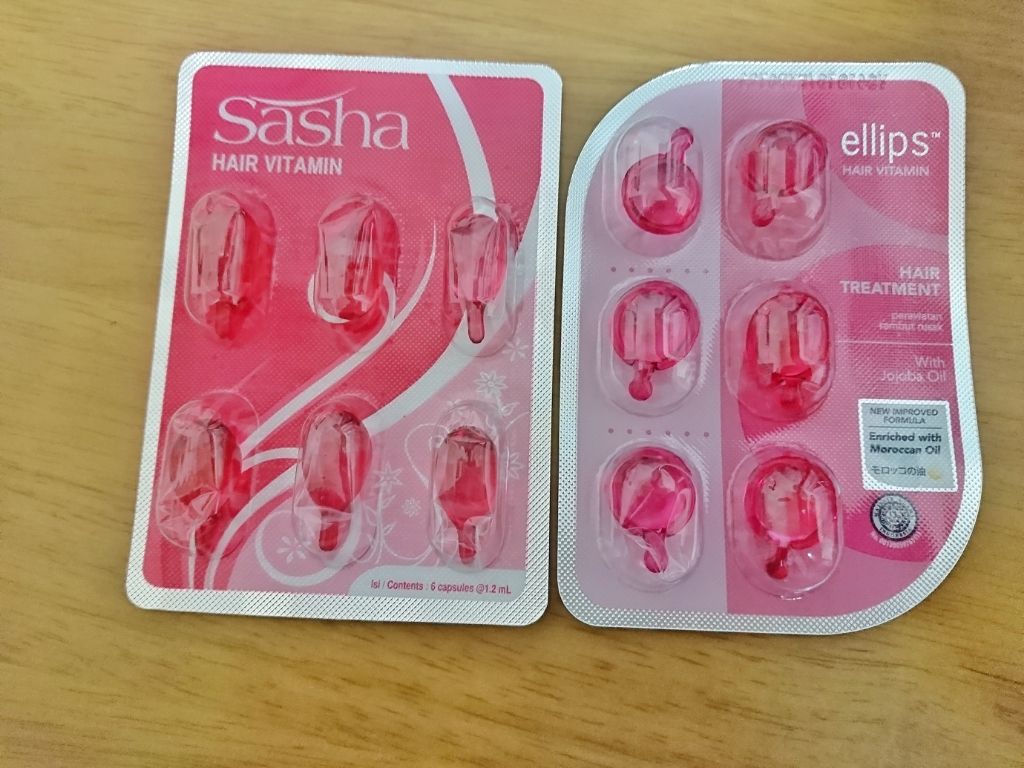 Sasha
HAIR VITAMIN
Isi / Contents : 6 capsules @1.2 mL
ellips™
HAIR VITAMIN
HAIR
TREATMENT
perawatan
rambut rusak
With
Jojoba Oil
NEW IMPROVED
FORMULA
Enriched with
Moroccan Oil
モロッコの油